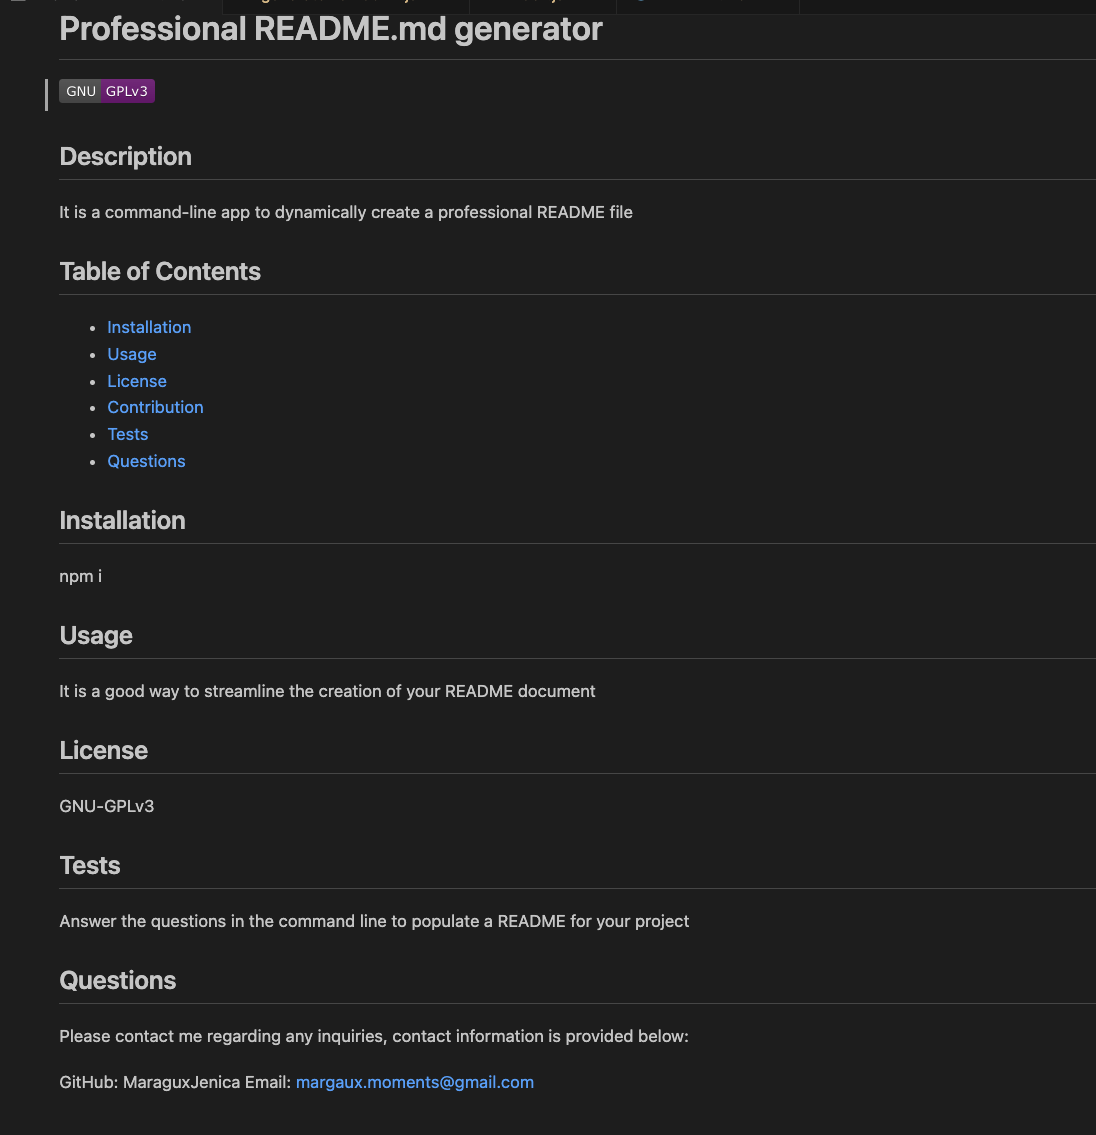 Professional README.md generator
GNU GPLv3
Description
It is a command-line app to dynamically create a professional README file
Table of Contents
Installation
Usage
License
Contribution
Tests
Questions
Installation
npm i
Usage
It is a good way to streamline the creation of your README document
License
GNU-GPLv3
Tests
Answer the questions in the command line to populate a README for your project
Questions
Please contact me regarding any inquiries, contact information is provided below:
GitHub: MaraguxJenica Email: margaux.moments@gmail.com